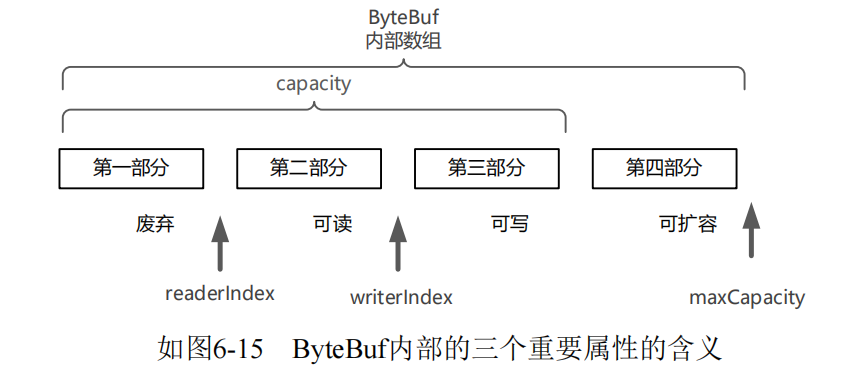 ByteBuf
内部数组
capacity
第一部分 第二部分 第三部分 第四部分
废弃 可读 可写 可扩容
readerIndex writerIndex maxCapacity
如图6-15 ByteBuf内部的三个重要属性的含义